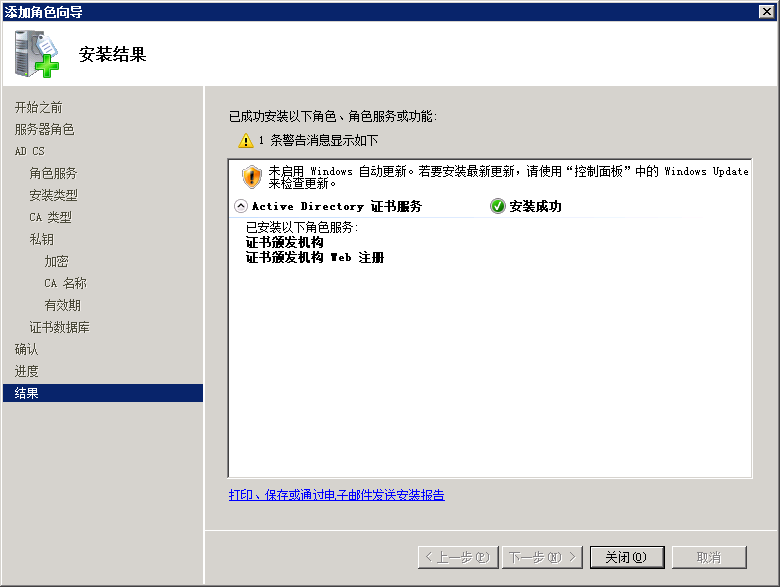 添加角色向导
安装结果
开始之前
服务器角色
AD CS
角色服务
安装类型
CA 类型
私钥
加密
CA 名称
有效期
证书数据库
确认
进度
结果
已成功安装以下角色、角色服务或功能:
1 条警告消息显示如下
未启用 Windows 自动更新。若要安装最新更新，请使用“控制面板”中的 Windows Update
来检查更新。
Active Directory 证书服务 安装成功
已安装以下角色服务:
证书颁发机构
证书颁发机构 Web 注册
打印、保存或通过电子邮件发送安装报告
< 上一步(P) 下一步(N) > 关闭(O) 取消